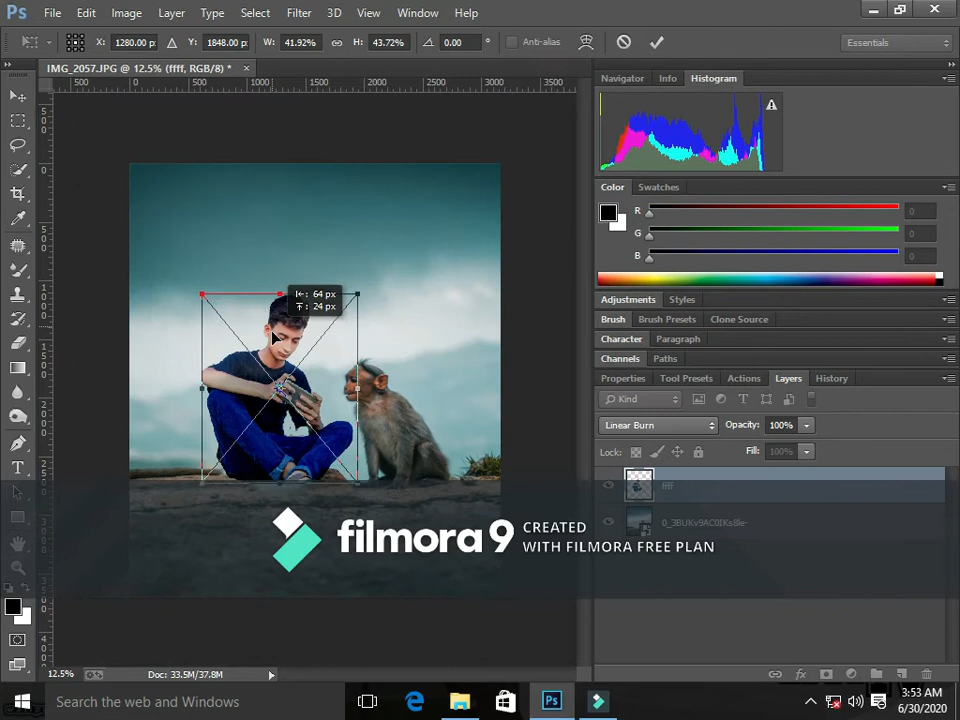 Ps File Edit Image Layer Type Select Filter 3D View Window Help
X: 1280.00 p Y: 1848.00 p W: 41.92% H: 43.72% 0.00 ° Anti-alias Essentials
IMG_2057.JPG @ 12.5% (ffff, RGB/8) * ×
500 0 500 1000 1500 2000 2500 3000 3500
Navigator Info Histogram
Color Swatches
R 0
G 0
B 0
64 px
24 px
Adjustments Styles
Brush Brush Presets Clone Source
Character Paragraph
Channels Paths
Properties Tool Presets Actions Layers History
Kind
Linear Burn Opacity: 100%
Lock: Fill: 100%
ffff
0_3BUKv9AC0IKs8le-
filmora 9 CREATED
WITH FILMORA FREE PLAN
12.5% Doc: 33.5M/37.8M
Search the web and Windows
Ps
3:53 AM
6/30/2020